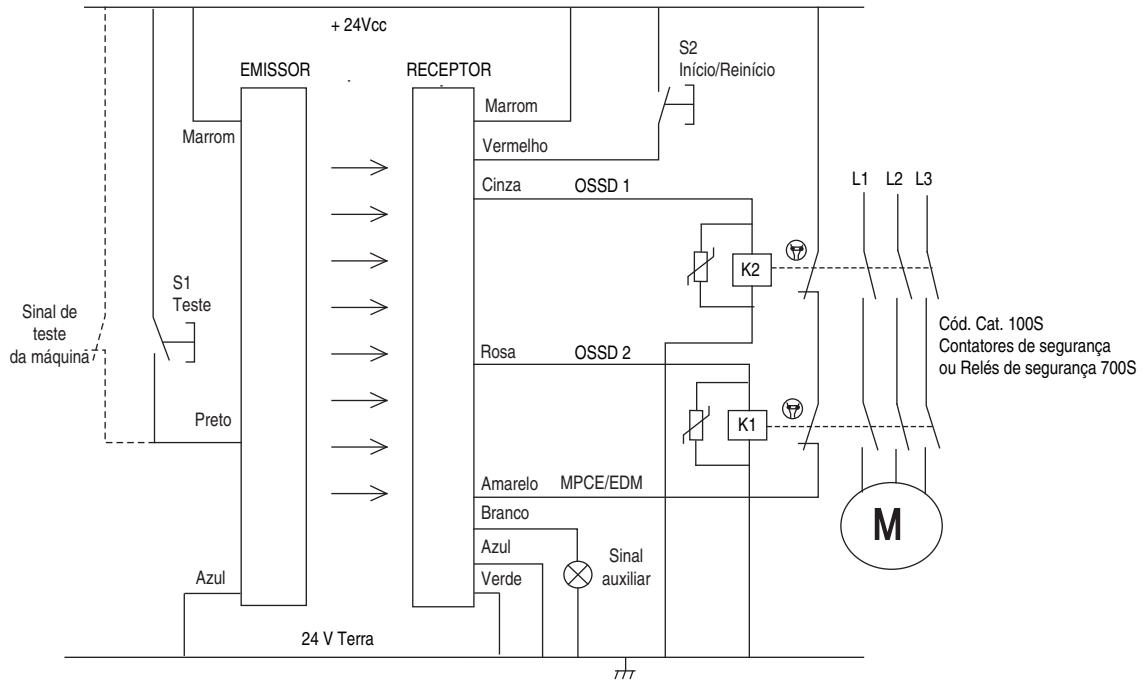 + 24Vcc
S2
Início/Reinício
EMISSOR
RECEPTOR
Marrom
Marrom
Vermelho
Cinza
OSSD 1
L1
L2
L3
K2
S1
Teste
Sinal de
teste
da máquina
Cód. Cat. 100S
Contatores de segurança
ou Relés de segurança 700S
Rosa
OSSD 2
Preto
K1
Amarelo
MPCE/EDM
Branco
M
Azul
Sinal
auxiliar
Azul
Verde
24 V Terra